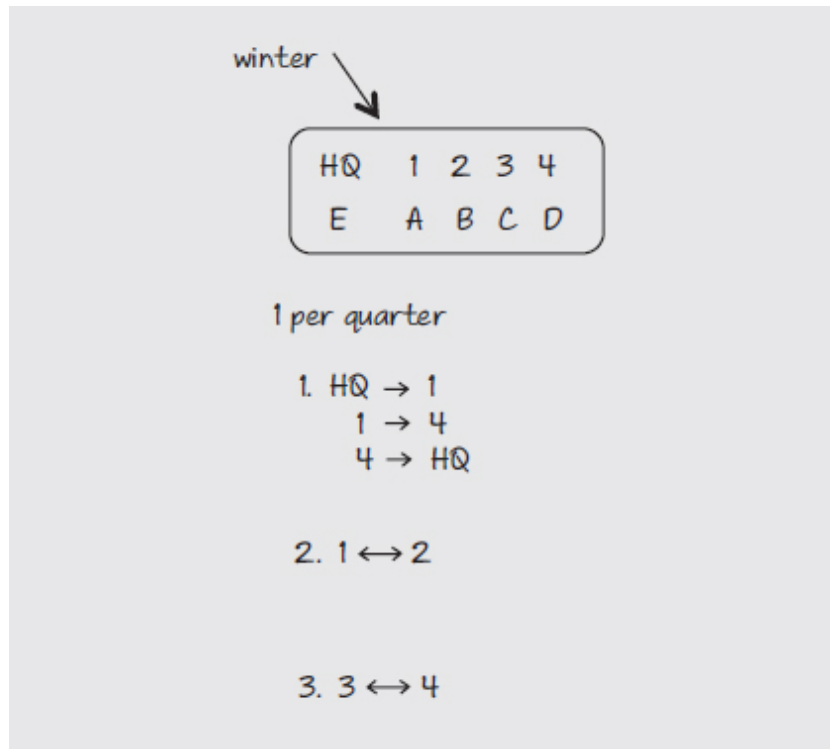 winter
HQ 1 2 3 4
E A B C D
1 per quarter
1. HQ → 1
1 → 4
4 → HQ
2. 1 ↔ 2
3. 3 ↔ 4